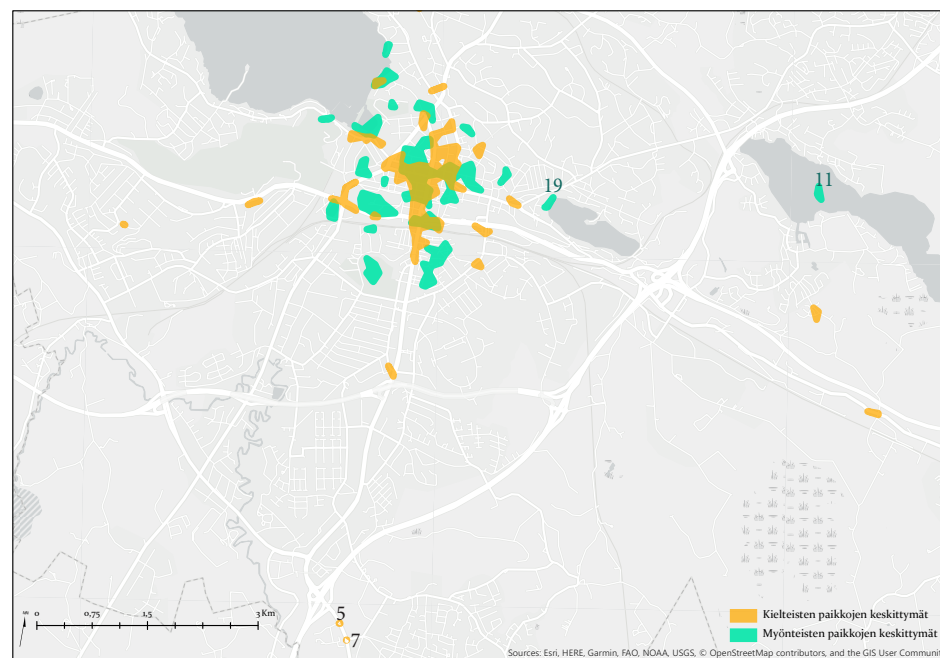 11
19
5
7
0 0.75 1.5 3 Km
Kielteisten paikkojen keskittymät
Myönteisten paikkojen keskittymät
Sources: Esri, HERE, Garmin, FAO, NOAA, USGS, © OpenStreetMap contributors, and the GIS User Communit